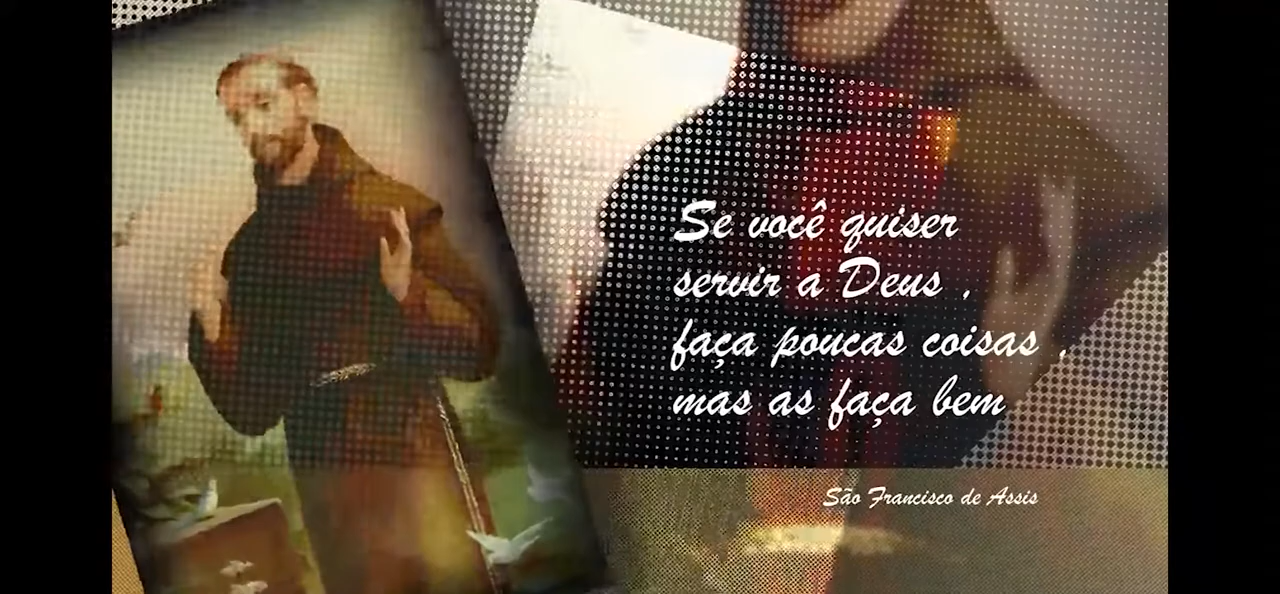 Se você quiser
servir a Deus ,
faça poucas coisas ,
mas as faça bem
São Francisco de Assis